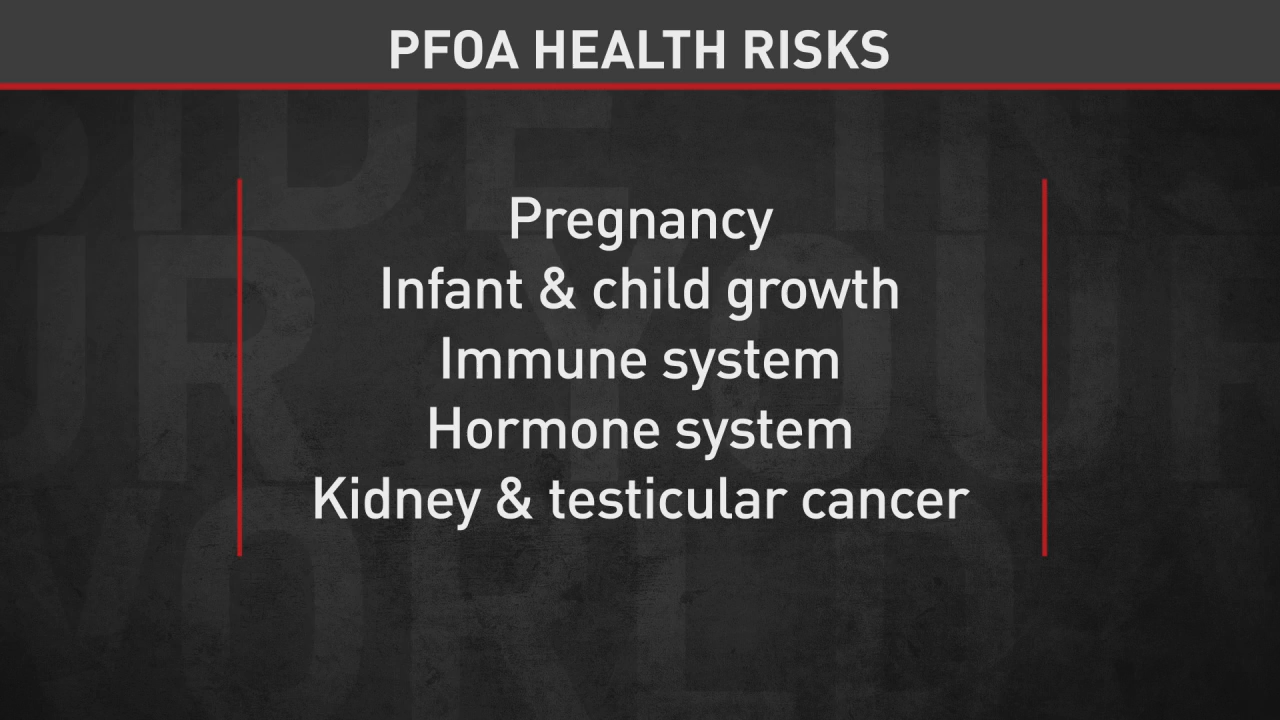 PFOA HEALTH RISKS
Pregnancy
Infant & child growth
Immune system
Hormone system
Kidney & testicular cancer